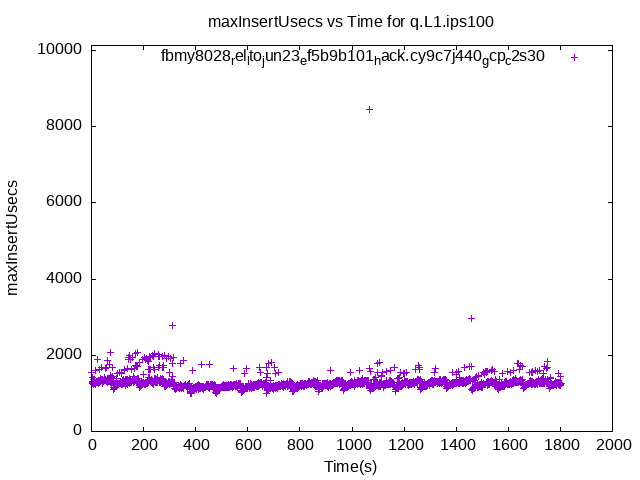 maxInsertUsecs vs Time for q.L1.ips100
fbmy8028relltojun23ef5b9b101hack.cy9c7j440gcpc2s30
10000
8000
6000
4000
2000
0
maxInsertUsecs
0 200 400 600 800 1000 1200 1400 1600 1800 2000
Time(s)